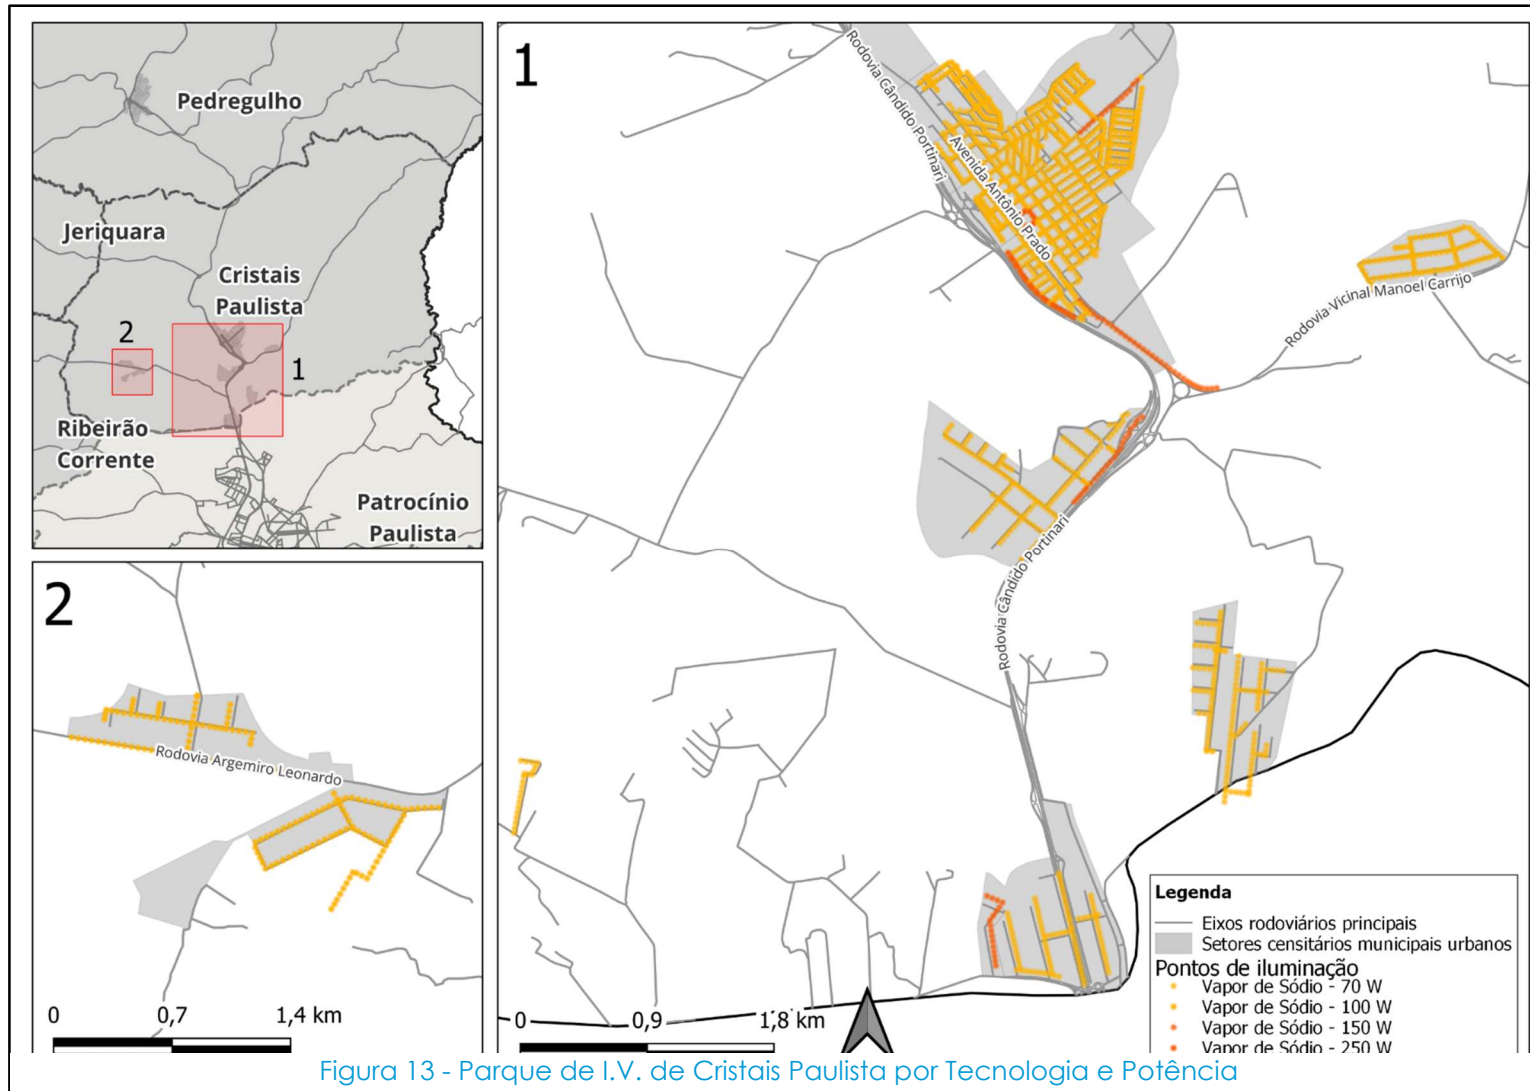 Pedregulho
Jeriquara
Cristais
Paulista
2
1
Ribeirão
Corrente
Patrocínio
Paulista
2
Rodovia Argemiro Leonardo
0
0,7
1,4 km
1
Rodovia Cândido Portinari
Avenida Antônio Prado
Rodovia Vicinal Manoel Carrijo
Rodovia Cândido Portinari
0
0,9
1,8 km
Legenda
Eixos rodoviários principais
Setores censitários municipais urbanos
Pontos de iluminação
Vapor de Sódio - 70 W
Vapor de Sódio - 100 W
Vapor de Sódio - 150 W
Vapor de Sódio - 250 W
Figura 13 - Parque de I.V. de Cristais Paulista por Tecnologia e Potência